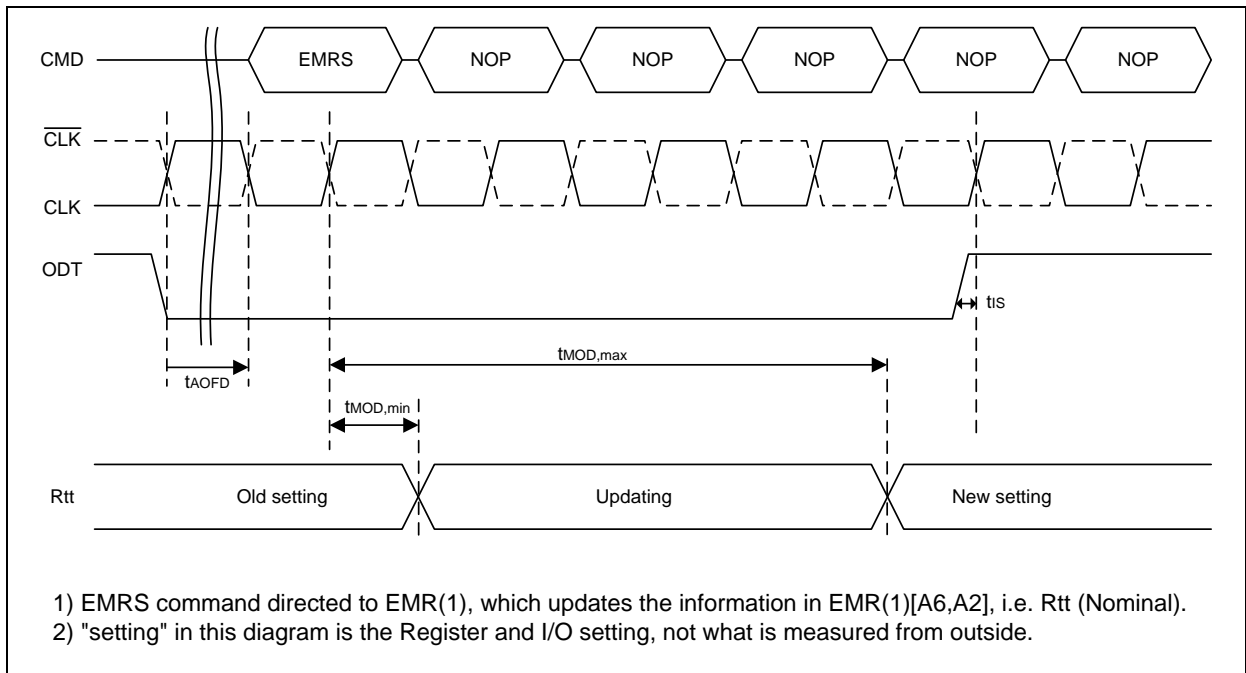 CMD EMRS NOP NOP NOP NOP NOP
CLK
CLK
ODT
tIS
tMOD,max
tAOFD
tMOD,min
Rtt Old setting Updating New setting
1) EMRS command directed to EMR(1), which updates the information in EMR(1)[A6,A2], i.e. Rtt (Nominal).
2) "setting" in this diagram is the Register and I/O setting, not what is measured from outside.